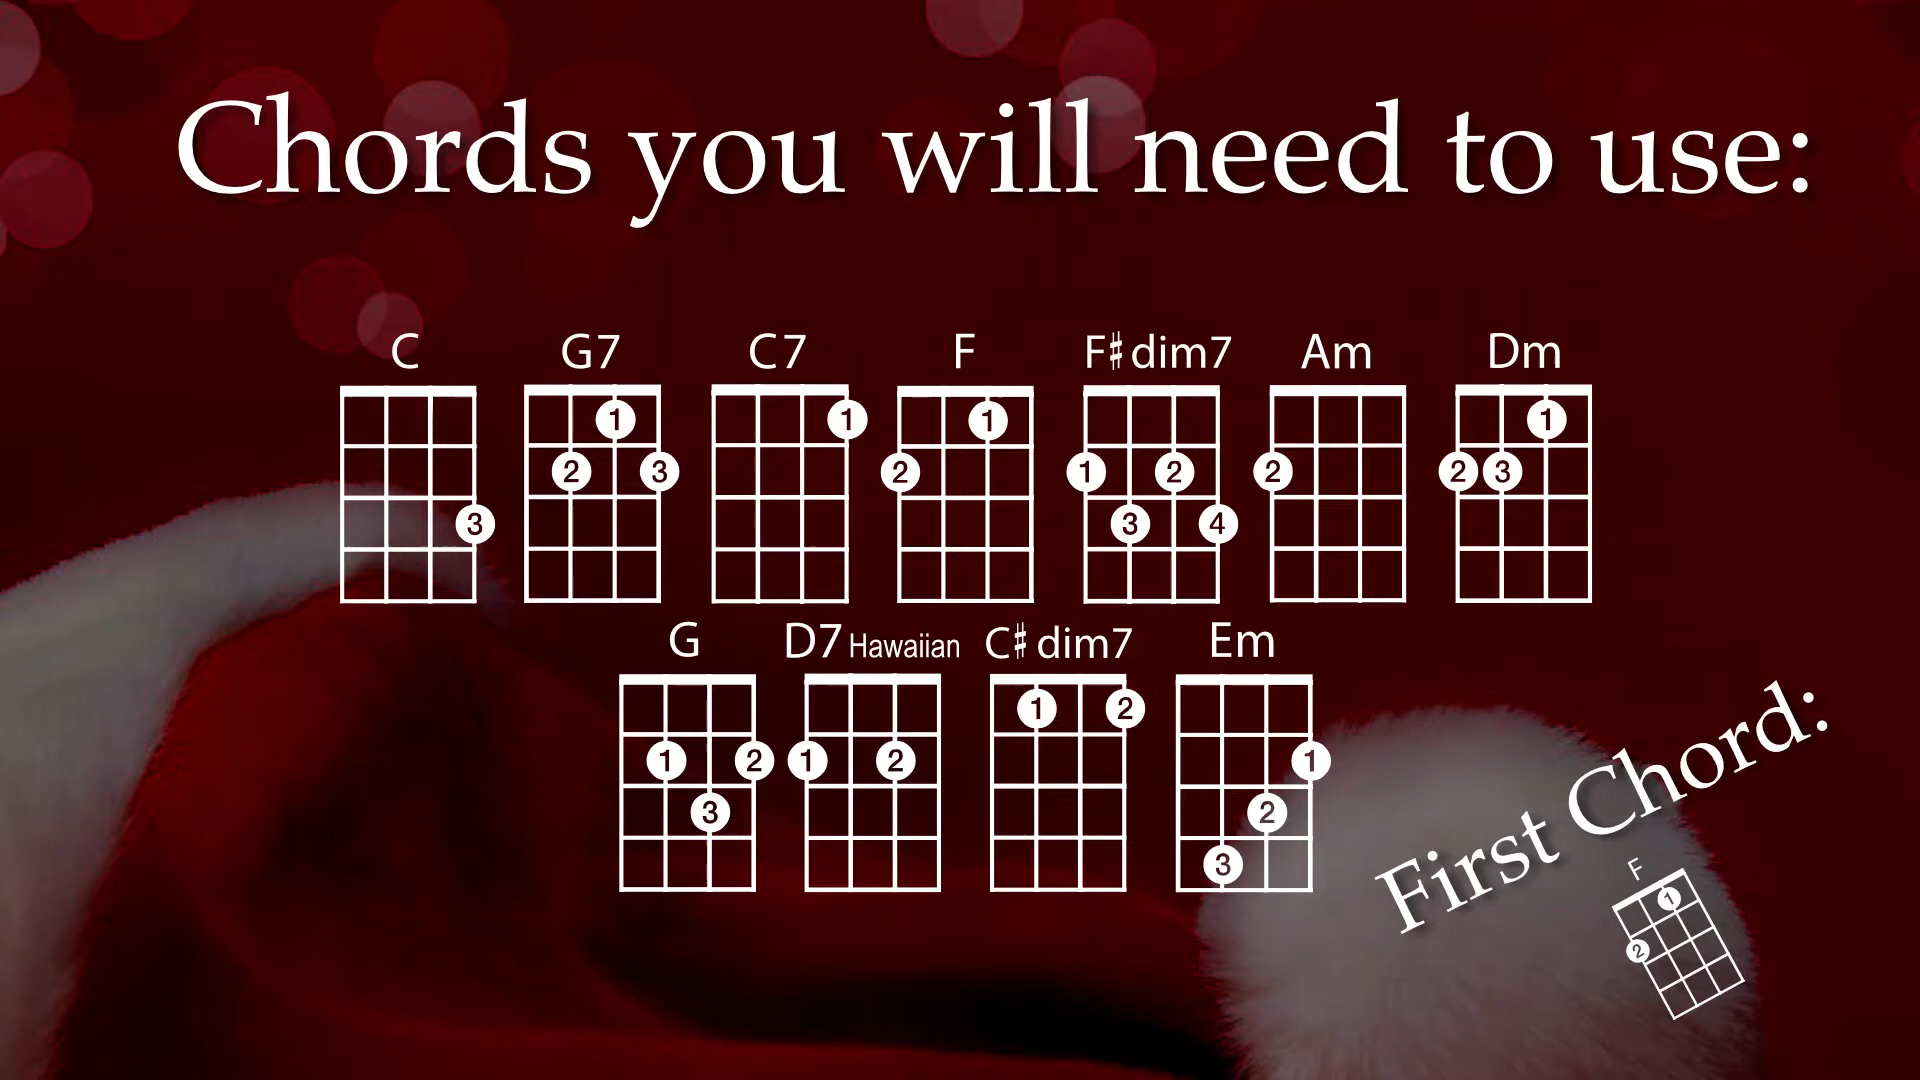 Chords you will need to use:
C G7 C7 F F♯dim7 Am Dm
1 1 1 1
2 3 2 1 2 2 2 3
3 3 4
G D7 Hawaiian C♯ dim7 Em
1 2
1 2 1 2 1
3 2
3
First Chord:
F
1
2